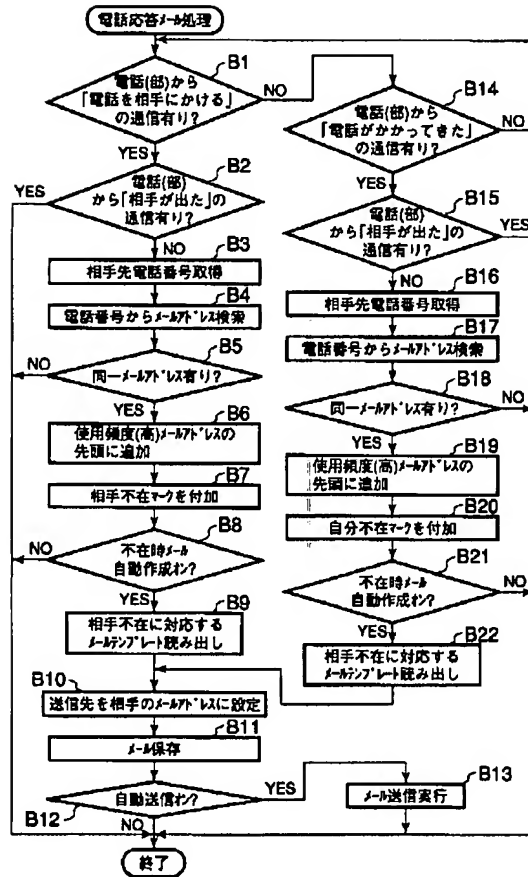 電話応答メール処理
B1
電話(部)から
「電話を相手にかける」
の通信有り?
NO
YES
B2
電話(部)
から「相手が出た」の
通信有り?
YES
NO
B3
相手先電話番号取得
B4
電話番号からメールアドレス検索
B5
同一メールアドレス有り?
NO
YES
B6
使用頻度(高)メールアドレスの
先頭に追加
B7
相手不在マークを付加
B8
不在時メール
自動作成オン?
NO
YES
B9
相手不在に対応する
メールテンプレート読み出し
B10
送信先を相手のメールアドレスに設定
B11
メール保存
自動送信オン?
B12
YES
NO
B13
メール送信実行
終了
B14
電話(部)から
「電話がかかってきた」
の通信有り?
NO
YES
B15
電話(部)
から「相手が出た」の
通信有り?
YES
NO
B16
相手先電話番号取得
B17
電話番号からメールアドレス検索
B18
同一メールアドレス有り?
NO
YES
B19
使用頻度(高)メールアドレスの
先頭に追加
B20
自分不在マークを付加
B21
不在時メール
自動作成オン?
NO
YES
B22
相手不在に対応する
メールテンプレート読み出し